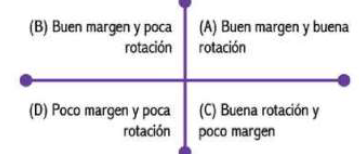 (B) Buen margen y poca
rotación
(A) Buen margen y buena
rotación
(D) Poco margen y poca
rotación
(C) Buena rotación y
poco margen